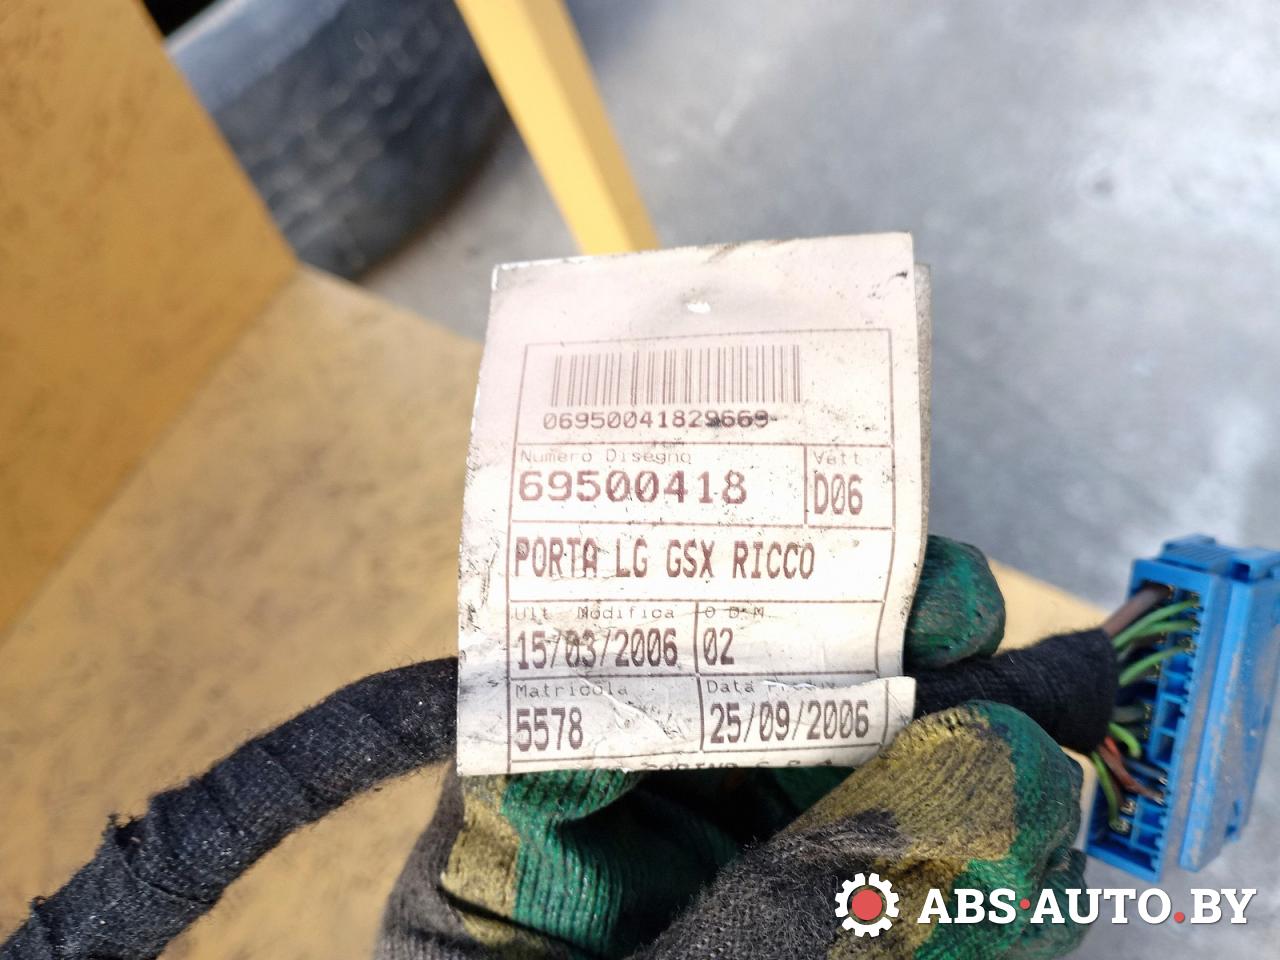 06950041829669
Numero Disegno Vett
69500418 D06
PORTA LG GSX RICCO
Ult Modifica O D M.
15/03/2006 02
Matricola Data
5578 25/09/2006
ABS·AUTO.BY